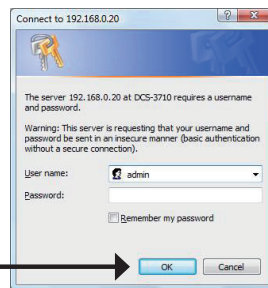 Connect to 192.168.0.20
The server 192.168.0.20 at DCS-3710 requires a username
and password.
Warning: This server is requesting that your username and
password be sent in an insecure manner (basic authentication
without a secure connection).
User name:
admin
Password:
Remember my password
OK
Cancel